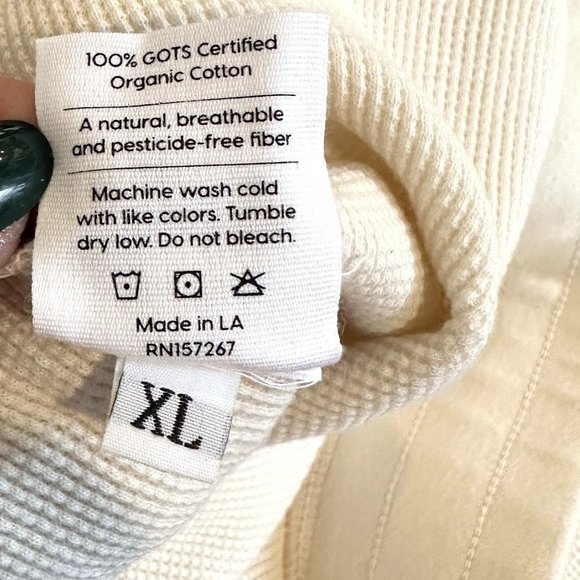 100% GOTS Certified
Organic Cotton
A natural, breathable
and pesticide-free fiber
Machine wash cold
with like colors. Tumble
dry low. Do not bleach.
Made in LA
RN157267
XL